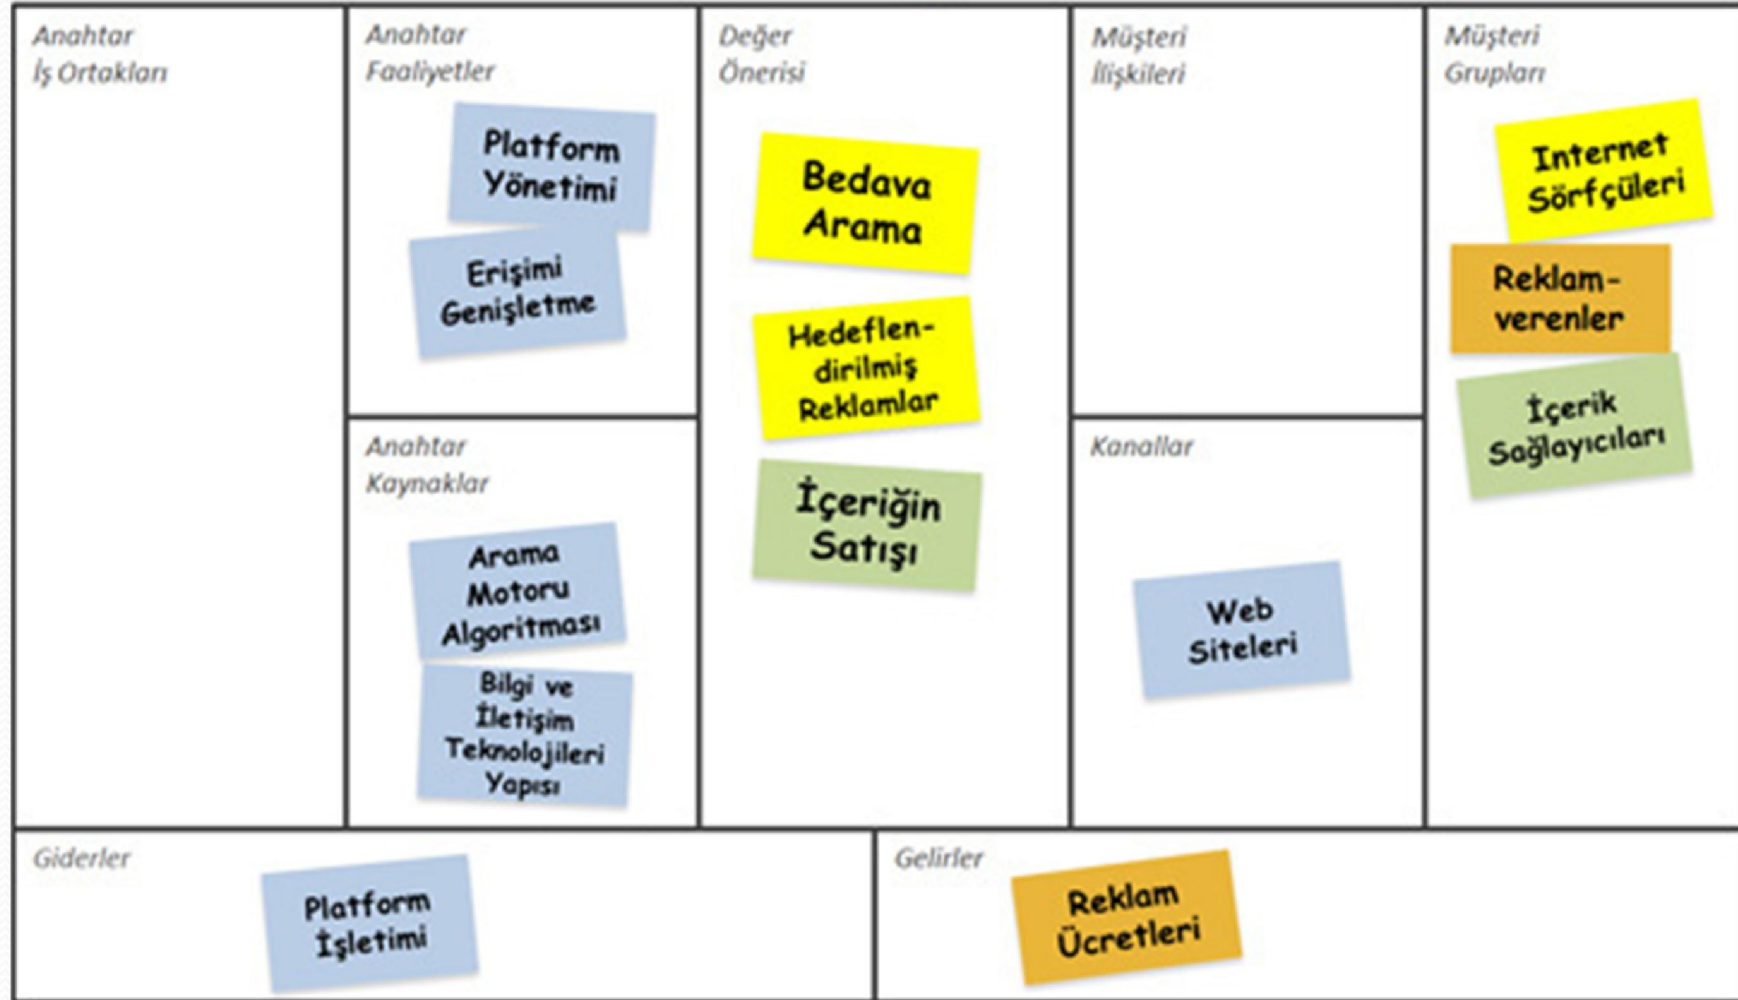 Anahtar
İş Ortakları
Anahtar
Faaliyetler
Platform
Yönetimi
Erişimi
Genişletme
Anahtar
Kaynaklar
Arama
Motoru
Algoritması
Bilgi ve
İletişim
Teknolojileri
Yapısı
Değer
Önerisi
Bedava
Arama
Hedeflen-
dirilmiş
Reklamlar
İçeriğin
Satışı
Müşteri
İlişkileri
Kanallar
Web
Siteleri
Müşteri
Grupları
Internet
Sörfçüleri
Reklam-
verenler
İçerik
Sağlayıcıları
Giderler
Platform
İşletimi
Gelirler
Reklam
Ücretleri